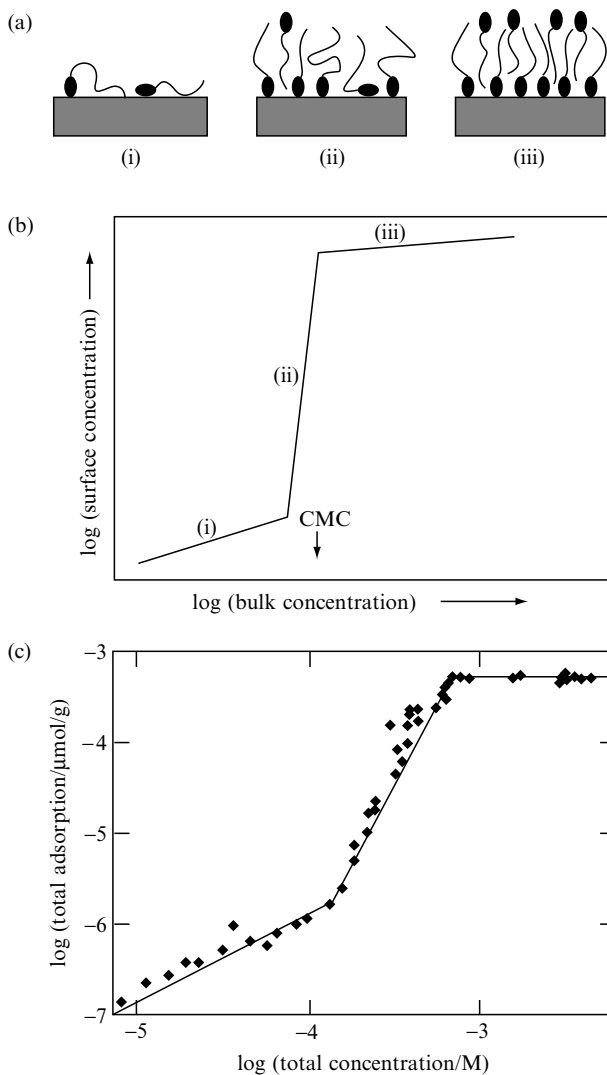 (a)
(i) (ii) (iii)
(b)
log (surface concentration)
(iii)
(ii)
(i)
CMC
log (bulk concentration)
(c)
log (total adsorption/μmol/g)
−3
−4
−5
−6
−7
−5 −4 −3
log (total concentration/M)